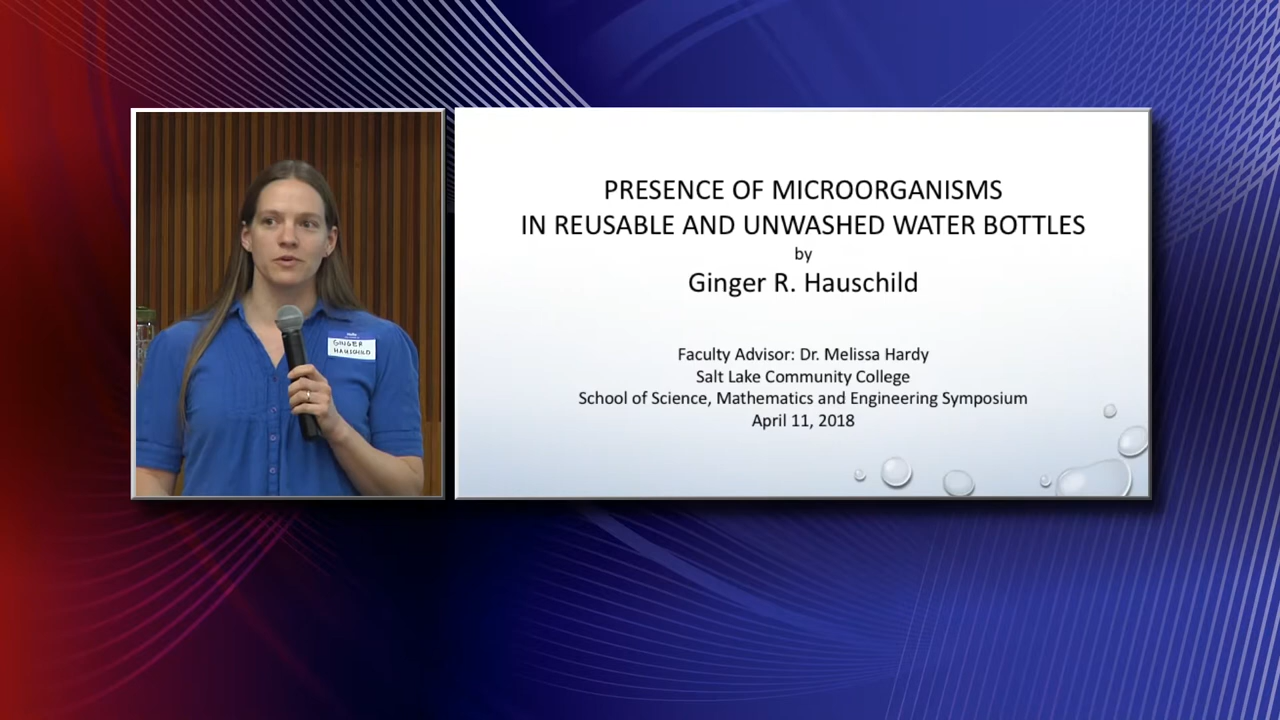 Hello
GINGER
HAUSCHILD
PRESENCE OF MICROORGANISMS
IN REUSABLE AND UNWASHED WATER BOTTLES
by
Ginger R. Hauschild
Faculty Advisor: Dr. Melissa Hardy
Salt Lake Community College
School of Science, Mathematics and Engineering Symposium
April 11, 2018